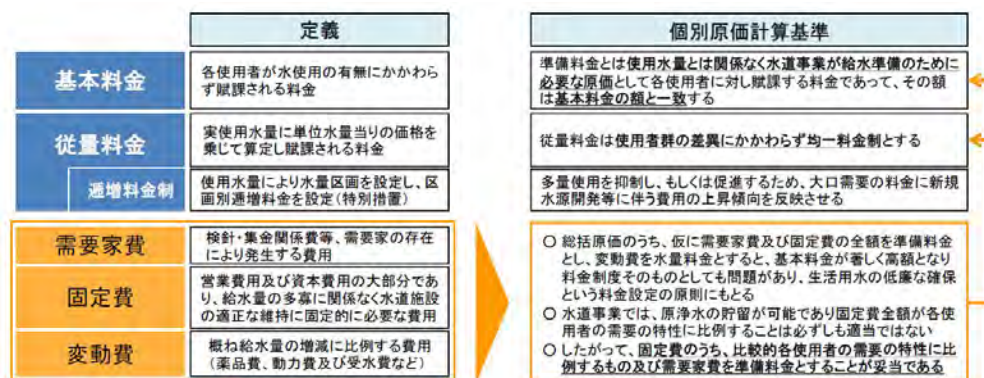 定義
個別原価計算基準
基本料金
各使用者が水使用の有無にかかわら
ず賦課される料金
準備料金とは使用水量とは関係なく水道事業が給水準備のために
必要な原価として各使用者に対し賦課する料金であって、その額
は基本料金の額と一致する
従量料金
実使用水量に単位水量当りの価格を
乗じて算定し賦課される料金
従量料金は使用者群の差異にかかわらず均一料金制とする
逓増料金制
使用水量により水量区画を設定し、区
画別逓増料金を設定(特別措置)
多量使用を抑制し、もしくは促進するため、大口需要の料金に新規
水源開発等に伴う費用の上昇傾向を反映させる
需要家費
検針・集金関係費等、需要家の存在
により発生する費用
固定費
営業費用及び資本費用の大部分であ
り、給水量の多寡に関係なく水道施設
の適正な維持に固定的に必要な費用
変動費
概ね給水量の増減に比例する費用
(薬品費、動力費及び受水費など)
○ 総括原価のうち、仮に需要家費及び固定費の全額を準備料金
とし、変動費を水量料金とすると、基本料金が著しく高額となり
料金制度そのものとしても問題があり、生活用水の低廉な確保
という料金設定の原則にもとる
○ 水道事業では、原浄水の貯留が可能であり固定費全額が各使
用者の需要の特性に比例することは必ずしも適当ではない
○ したがって、固定費のうち、比較的各使用者の需要の特性に比
例するもの及び需要家費を準備料金とすることが妥当である